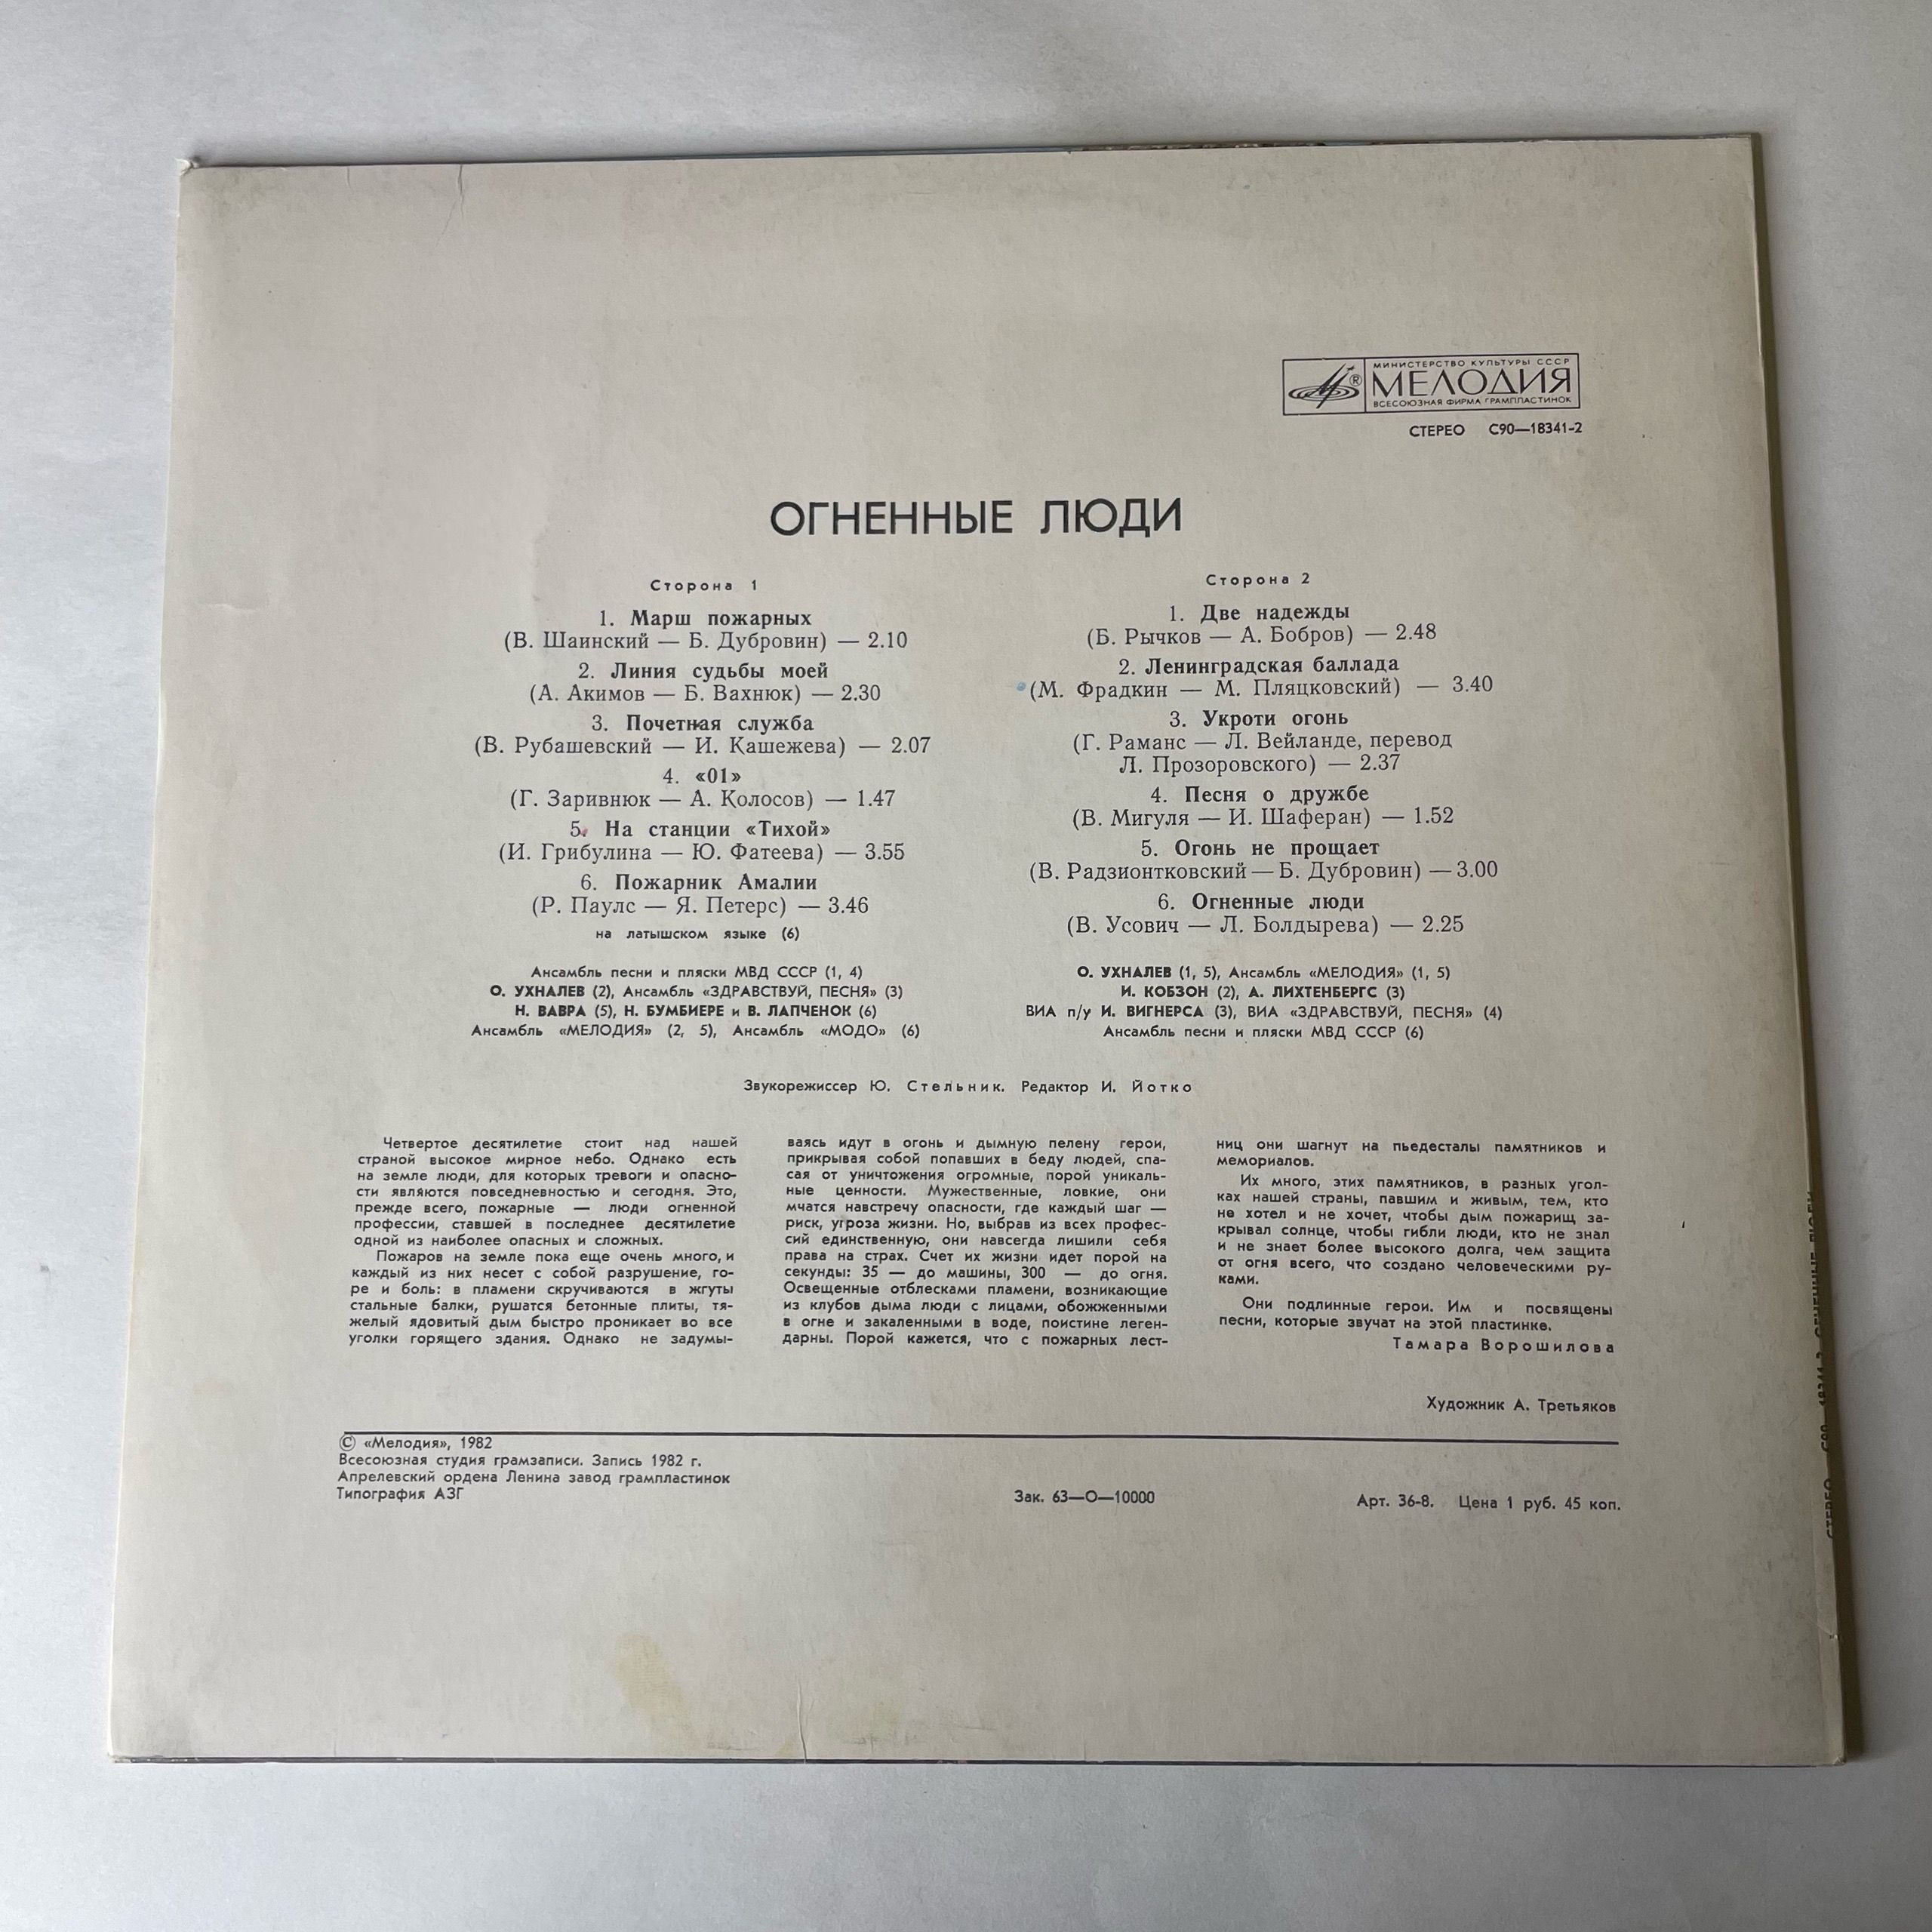 МИНИСТЕРСТВО КУЛЬТУРЫ СССР
МЕЛОДИЯ
ВСЕСОЮЗНАЯ ФИРМА ГРАМПЛАСТИНОК
СТЕРЕО С90—18341-2
ОГНЕННЫЕ ЛЮДИ
Сторона 1
1. Марш пожарных
(В. Шаинский — Б. Дубровин) — 2.10
2. Линия судьбы моей
(А. Акимов — Б. Вахнюк) — 2.30
3. Почетная служба
(В. Рубашевский — И. Кашежева) — 2.07
4. «01»
(Г. Заривнюк — А. Колосов) — 1.47
5. На станции «Тихой»
(И. Грибулина — Ю. Фатеева) — 3.55
6. Пожарник Амалии
(Р. Паулс — Я. Петерс) — 3.46
на латышском языке (6)
Ансамбль песни и пляски МВД СССР (1, 4)
О. УХНАЛЕВ (2), Ансамбль «ЗДРАВСТВУЙ, ПЕСНЯ» (3)
Н. ВАВРА (5), Н. БУМБИЕРЕ и В. ЛАПЧЕНОК (6)
Ансамбль «МЕЛОДИЯ» (2, 5), Ансамбль «МОДО» (6)
Сторона 2
1. Две надежды
(Б. Рычков — А. Бобров) — 2.48
2. Ленинградская баллада
(М. Фрадкин — М. Пляцковский) — 3.40
3. Укроти огонь
(Г. Раманс — Л. Вейланде, перевод
Л. Прозоровского) — 2.37
4. Песня о дружбе
(В. Мигуля — И. Шаферан) — 1.52
5. Огонь не прощает
(В. Радзионтковский — Б. Дубровин) — 3.00
6. Огненные люди
(В. Усович — Л. Болдырева) — 2.25
О. УХНАЛЕВ (1, 5), Ансамбль «МЕЛОДИЯ» (1, 5)
И. КОБЗОН (2), А. ЛИХТЕНБЕРГС (3)
ВИА п/у И. ВИГНЕРСА (3), ВИА «ЗДРАВСТВУЙ, ПЕСНЯ» (4)
Ансамбль песни и пляски МВД СССР (6)
Звукорежиссер Ю. Стельник. Редактор И. Йотко
Четвертое десятилетие стоит над нашей
страной высокое мирное небо. Однако есть
на земле люди, для которых тревоги и опасно-
сти являются повседневностью и сегодня. Это,
прежде всего, пожарные — люди огненной
профессии, ставшей в последнее десятилетие
одной из наиболее опасных и сложных.
Пожаров на земле пока еще очень много, и
каждый из них несет с собой разрушение, го-
ре и боль: в пламени скручиваются в жгуты
стальные балки, рушатся бетонные плиты, тя-
желый ядовитый дым быстро проникает во все
уголки горящего здания. Однако не задумы-
ваясь идут в огонь и дымную пелену герои,
прикрывая собой попавших в беду людей, спа-
сая от уничтожения огромные, порой уникаль-
ные ценности. Мужественные, ловкие, они
мчатся навстречу опасности, где каждый шаг —
риск, угроза жизни. Но, выбрав из всех профес-
сий единственную, они навсегда лишили себя
права на страх. Счет их жизни идет порой на
секунды: 35 — до машины, 300 — до огня.
Освещенные отблесками пламени, возникающие
из клубов дыма люди с лицами, обожженными
в огне и закаленными в воде, поистине леген-
дарны. Порой кажется, что с пожарных лест-
ниц они шагнут на пьедесталы памятников и
мемориалов.
Их много, этих памятников, в разных угол-
ках нашей страны, павшим и живым, тем, кто
не хотел и не хочет, чтобы дым пожарищ за-
крывал солнце, чтобы гибли люди, кто не знал
и не знает более высокого долга, чем защита
от огня всего, что создано человеческими ру-
ками.
Они подлинные герои. Им и посвящены
песни, которые звучат на этой пластинке.
Тамара Ворошилова
Художник А. Третьяков
© «Мелодия», 1982
Всесоюзная студия грамзаписи. Запись 1982 г.
Апрелевский ордена Ленина завод грампластинок
Типография АЗГ
Зак. 63—О—10000
Арт. 36-8. Цена 1 руб. 45 коп.
СТЕРЕО С90—18341-2 ОГНЕННЫЕ ЛЮДИ